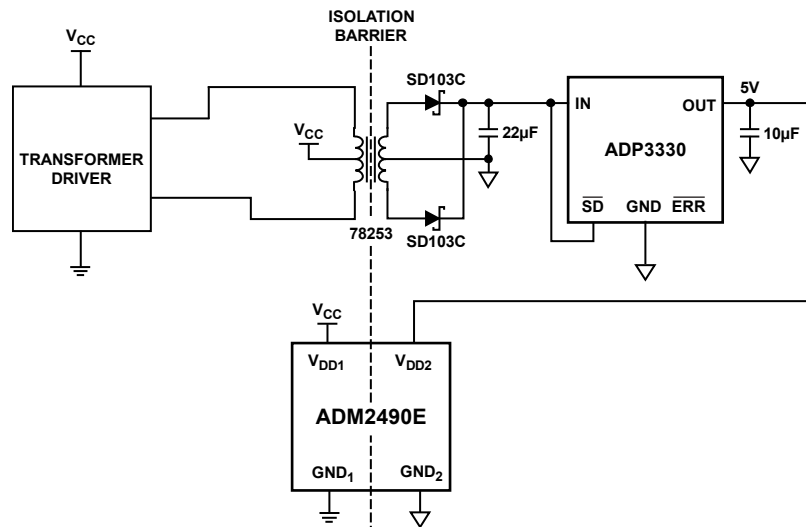 ISOLATION
BARRIER
VCC
SD103C
5V
IN
OUT
TRANSFORMER
DRIVER
VCC
22µF
ADP3330
10µF
SD
GND
ERR
78253
SD103C
VCC
VDD1
VDD2
ADM2490E
GND1
GND2